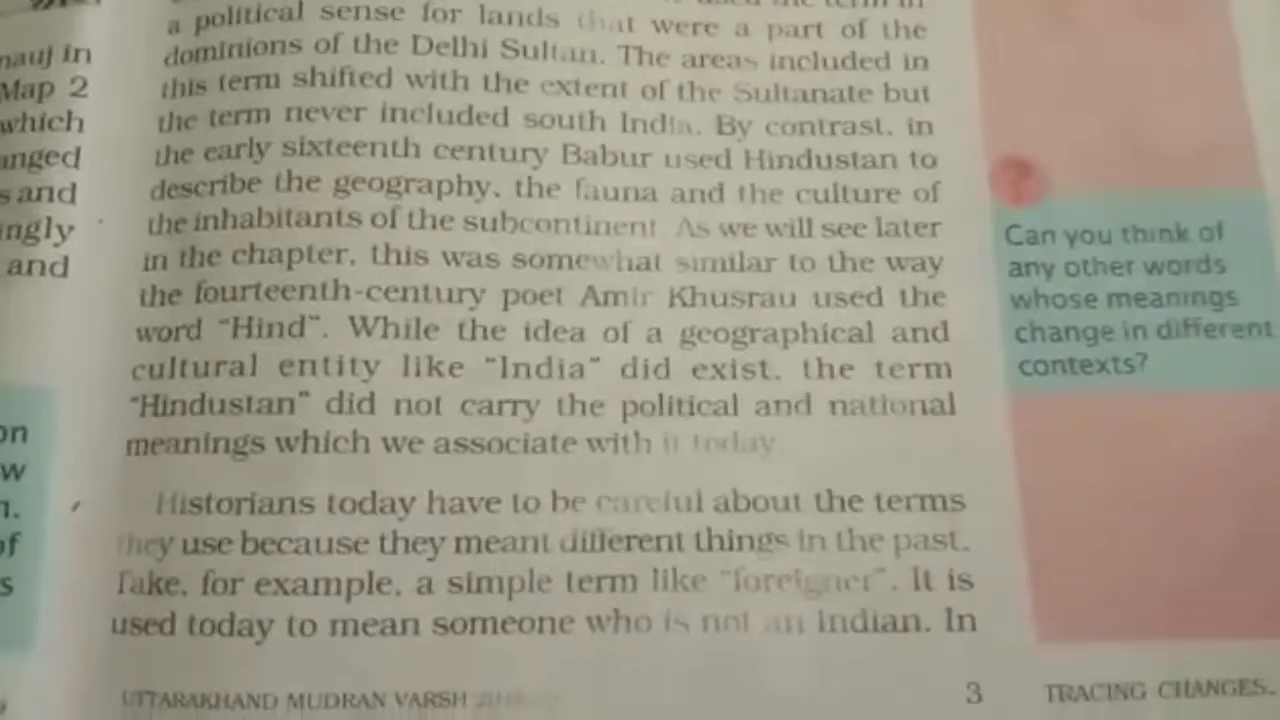 nauj in
Map 2
which
anged
s and
ingly
and
on
w
n.
of
s
a political sense for lands that were a part of the
dominions of the Delhi Sultan. The areas included in
this term shifted with the extent of the Sultanate but
the term never included south India. By contrast, in
the early sixteenth century Babur used Hindustan to
describe the geography, the fauna and the culture of
the inhabitants of the subcontinent. As we will see later
in the chapter, this was somewhat similar to the way
the fourteenth-century poet Amir Khusrau used the
word "Hind". While the idea of a geographical and
cultural entity like "India" did exist, the term
"Hindustan" did not carry the political and national
meanings which we associate with it today
Historians today have to be careful about the terms
they use because they meant different things in the past.
Take, for example, a simple term like "foreigner". It is
used today to mean someone who is not an Indian. In
?
Can you think of
any other words
whose meanings
change in different
contexts?
UTTARAKHAND MUDRAN VARSH
3
TRACING CHANGES..